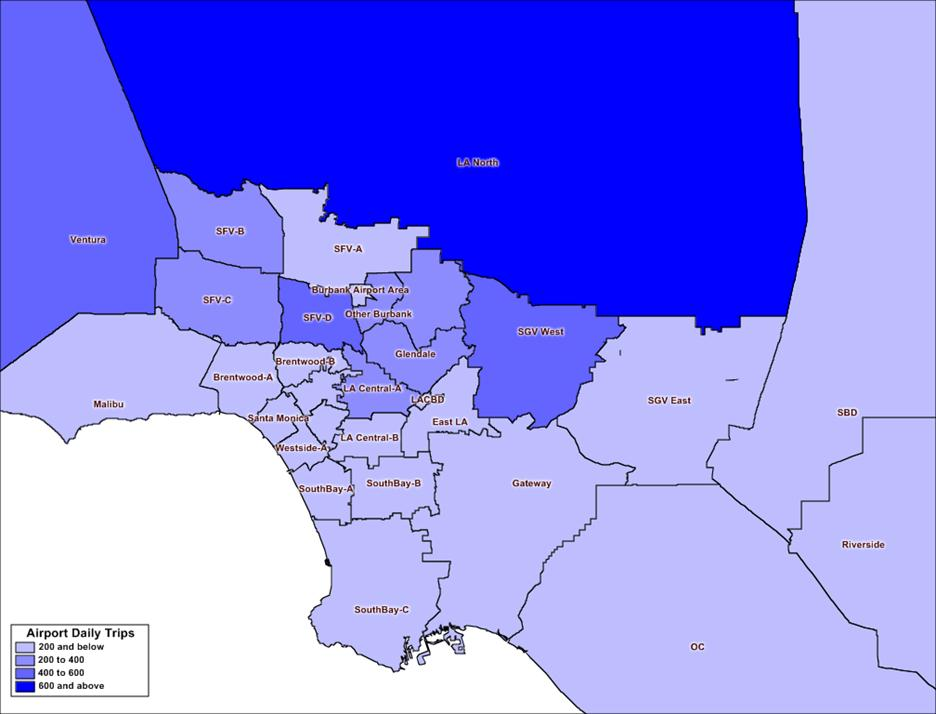 LA North
SFV-B
Ventura
SFV-A
Burbank Airport Area
SFV-C
Other Burbank
SFV-D
SGV West
Glendale
Brentwood-B
Brentwood-A
LA Central-A
LACBD
SGV East
Malibu
SBD
Santa Monica
East LA
LA Central-B
Westside-A
SouthBay-A
SouthBay-B
Gateway
Riverside
SouthBay-C
OC
Airport Daily Trips
200 and below
200 to 400
400 to 600
600 and above